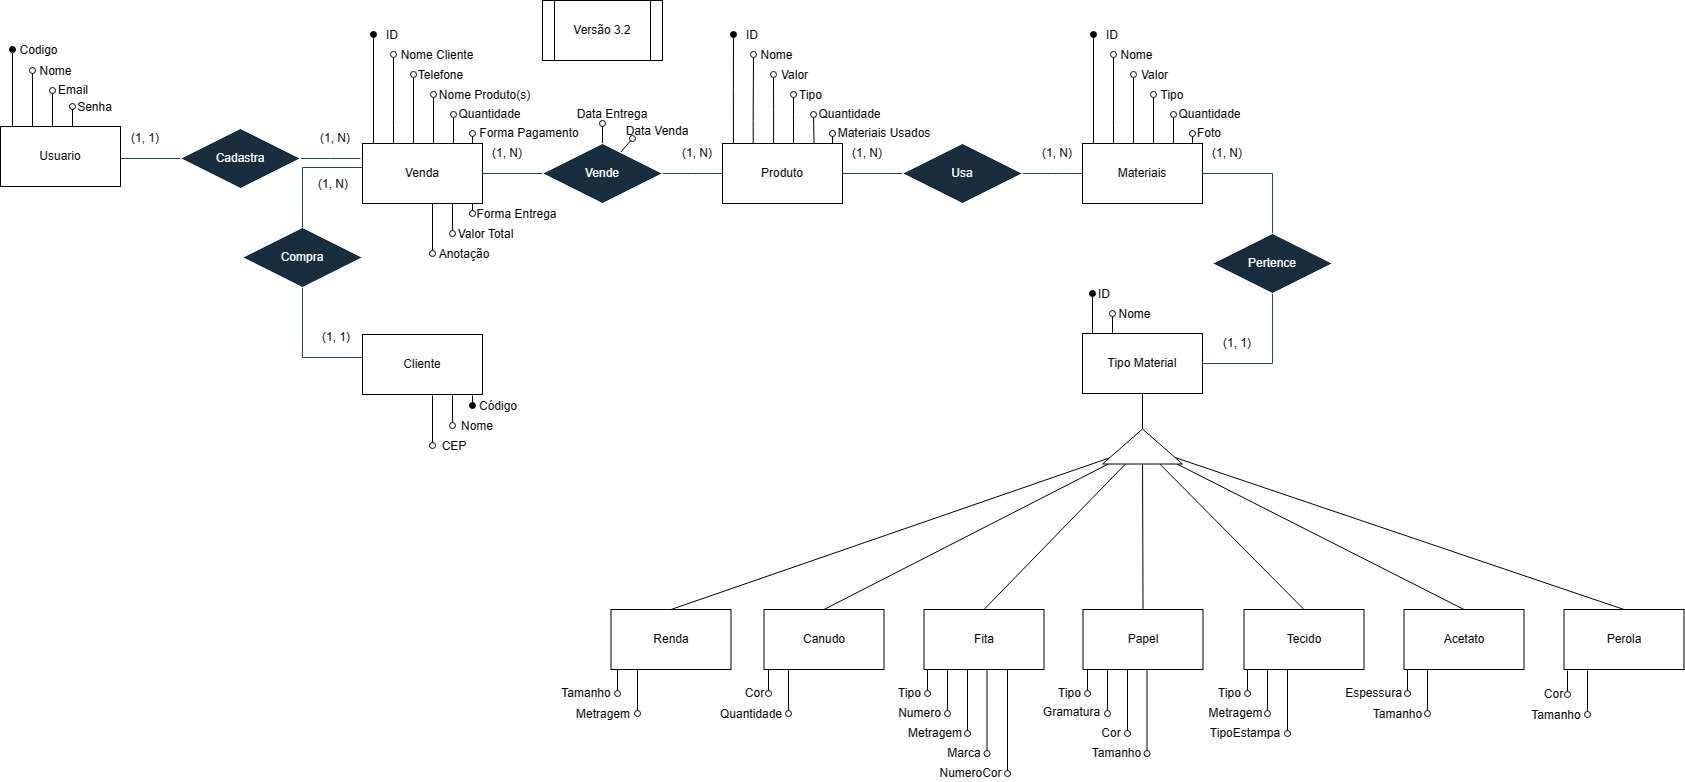 Versão 3.2
Codigo
Nome
Email
Senha
Usuario
(1, 1)
Cadastra
(1, N)
ID
Nome Cliente
Telefone
Nome Produto(s)
Quantidade
Forma Pagamento
Venda
(1, N)
Forma Entrega
Valor Total
Anotação
(1, N)
Compra
(1, 1)
Cliente
Código
Nome
CEP
Data Entrega
Data Venda
Vende
(1, N)
ID
Nome
Valor
Tipo
Quantidade
Materiais Usados
Produto
(1, N)
Usa
(1, N)
ID
Nome
Valor
Tipo
Quantidade
Foto
Materiais
(1, N)
Pertence
(1, 1)
ID
Nome
Tipo Material
Renda
Tamanho
Metragem
Canudo
Cor
Quantidade
Fita
Tipo
Numero
Metragem
Marca
NumeroCor
Papel
Tipo
Gramatura
Cor
Tamanho
Tecido
Tipo
Metragem
TipoEstampa
Acetato
Espessura
Tamanho
Perola
Cor
Tamanho